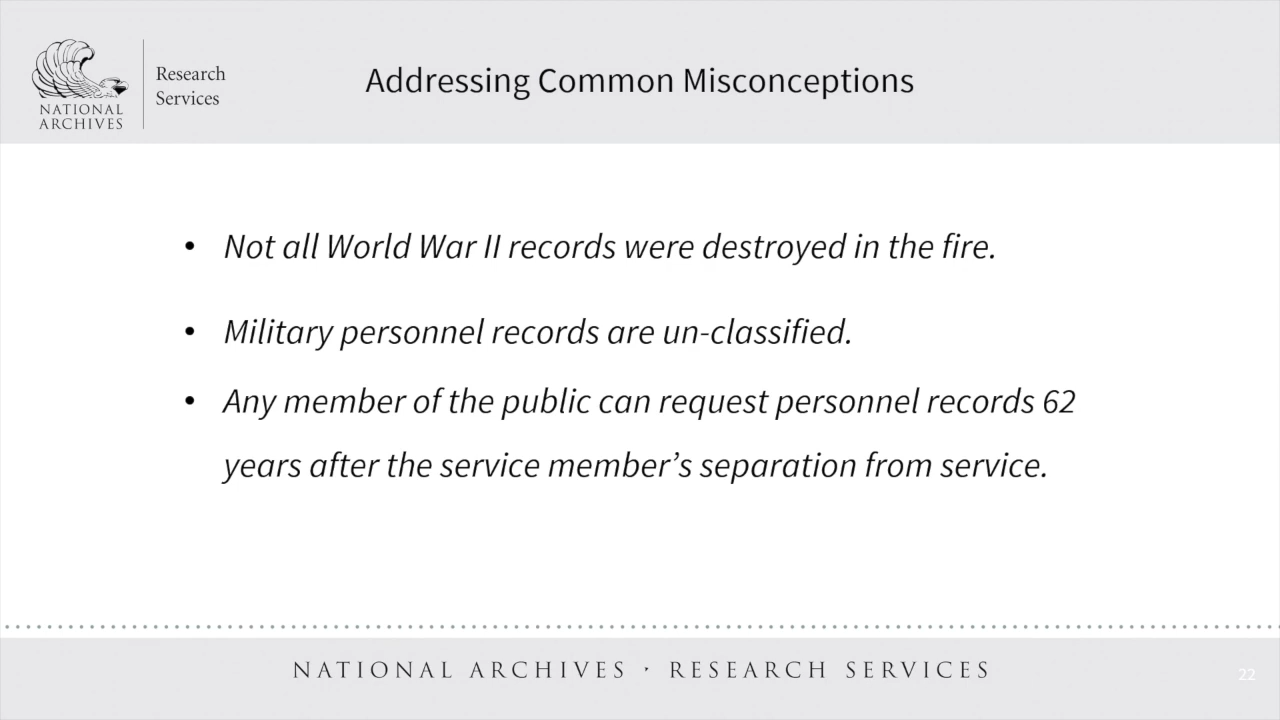 NATIONAL
ARCHIVES
Research
Services
Addressing Common Misconceptions
• Not all World War II records were destroyed in the fire.
• Military personnel records are un-classified.
• Any member of the public can request personnel records 62
years after the service member’s separation from service.
NATIONAL ARCHIVES · RESEARCH SERVICES
22